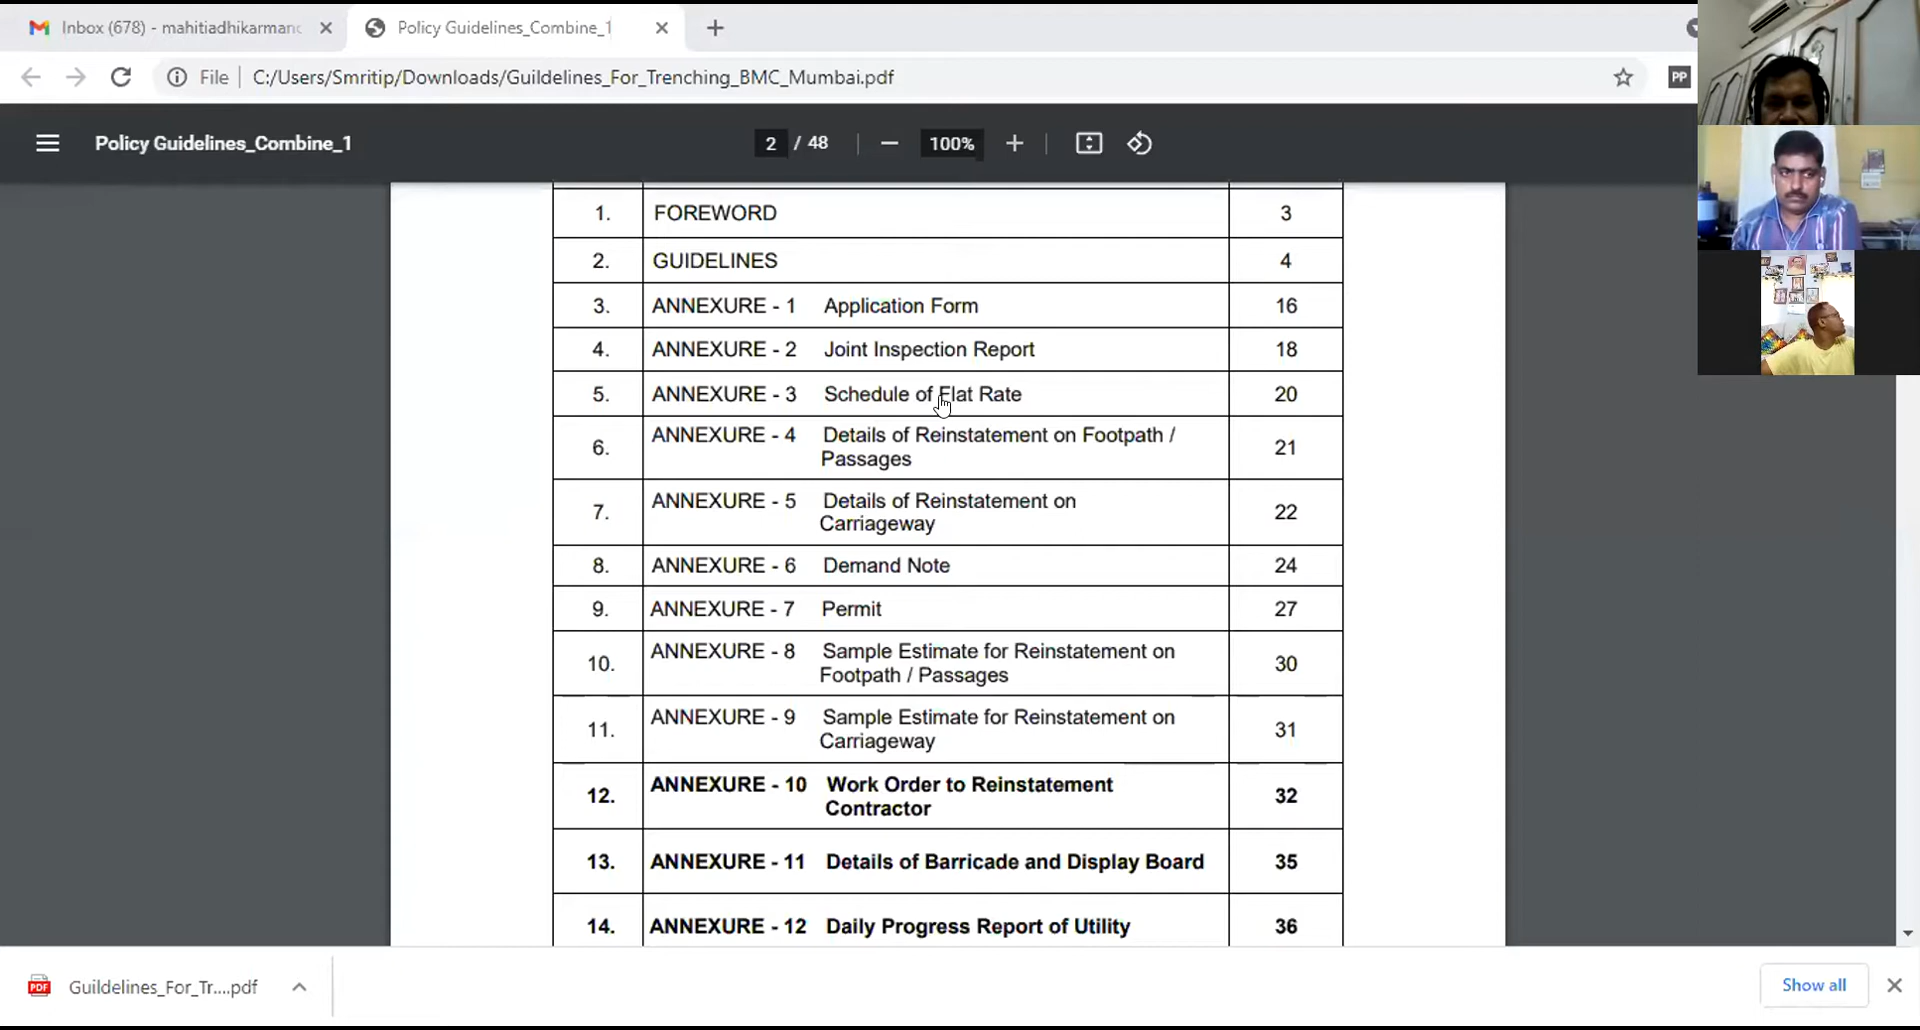 Inbox (678) - mahitiadhikarmanc
Policy Guidelines_Combine_1
File
C:/Users/Smritip/Downloads/Guildelines_For_Trenching_BMC_Mumbai.pdf
PP
Policy Guidelines_Combine_1
2 / 48
100%
1. FOREWORD 3
2. GUIDELINES 4
3. ANNEXURE - 1 Application Form 16
4. ANNEXURE - 2 Joint Inspection Report 18
5. ANNEXURE - 3 Schedule of Flat Rate 20
6. ANNEXURE - 4 Details of Reinstatement on Footpath / 21
Passages
7. ANNEXURE - 5 Details of Reinstatement on 22
Carriageway
8. ANNEXURE - 6 Demand Note 24
9. ANNEXURE - 7 Permit 27
10. ANNEXURE - 8 Sample Estimate for Reinstatement on 30
Footpath / Passages
11. ANNEXURE - 9 Sample Estimate for Reinstatement on 31
Carriageway
12. ANNEXURE - 10 Work Order to Reinstatement 32
Contractor
13. ANNEXURE - 11 Details of Barricade and Display Board 35
14. ANNEXURE - 12 Daily Progress Report of Utility 36
PDF
Guildelines_For_Tr....pdf
Show all